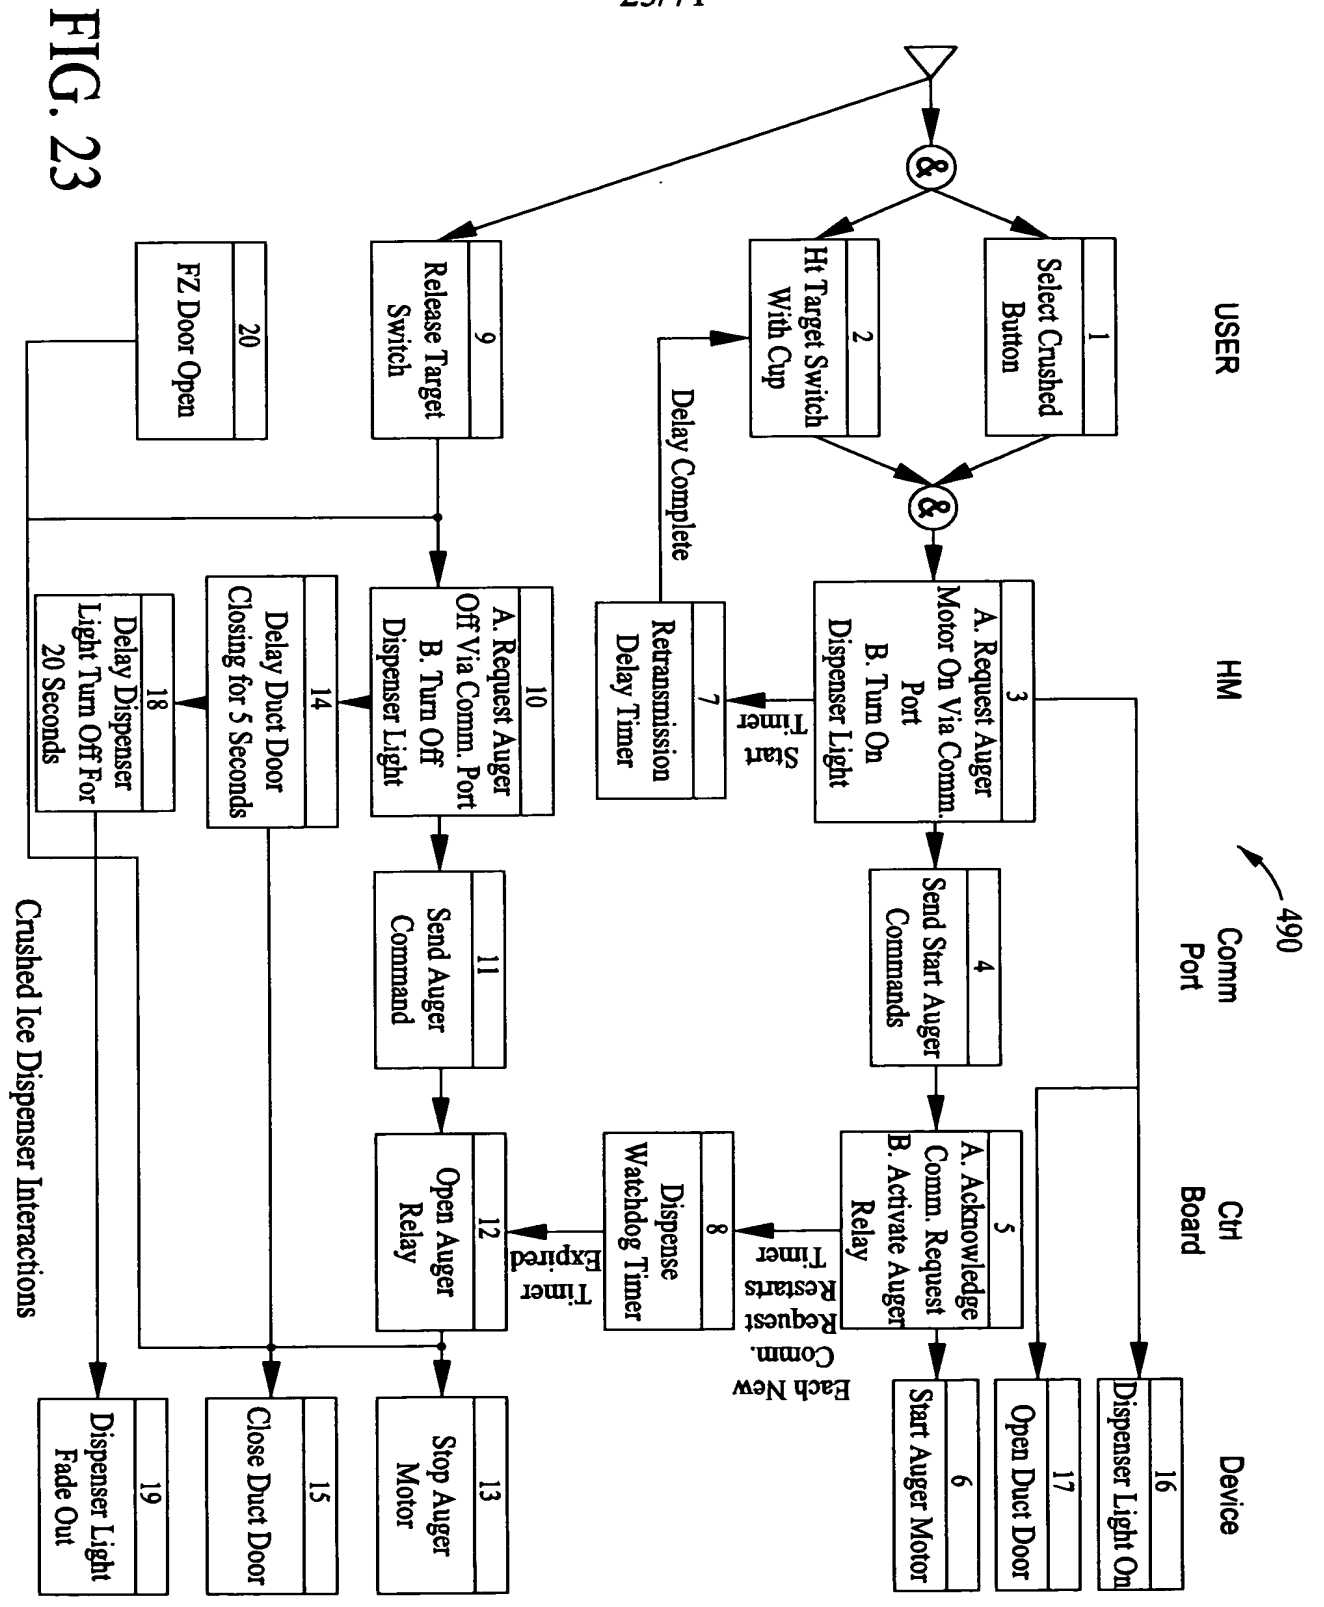 23/71
USER
HM
Comm
Port
Ctrl
Board
Device
490
1
Select Crushed
Button
2
Ht Target Switch
With Cup
&
&
3
A. Request Auger
Motor On Via Comm.
Port
B. Turn On
Dispenser Light
4
Send Start Auger
Commands
5
A. Acknowledge
Comm. Request
B. Activate Auger
Relay
16
Dispenser Light On
17
Open Duct Door
6
Start Auger Motor
Delay Complete
Start
Timer
7
Retransmission
Delay Timer
Each New
Comm.
Request
Restarts
Timer
8
Dispense
Watchdog Timer
Timer
Expired
9
Release Target
Switch
10
A. Request Auger
Off Via Comm. Port
B. Turn Off
Dispenser Light
11
Send Auger
Command
12
Open Auger
Relay
13
Stop Auger
Motor
14
Delay Duct Door
Closing for 5 Seconds
15
Close Duct Door
20
FZ Door Open
18
Delay Dispenser
Light Turn Off For
20 Seconds
19
Dispenser Light
Fade Out
Crushed Ice Dispenser Interactions
FIG. 23